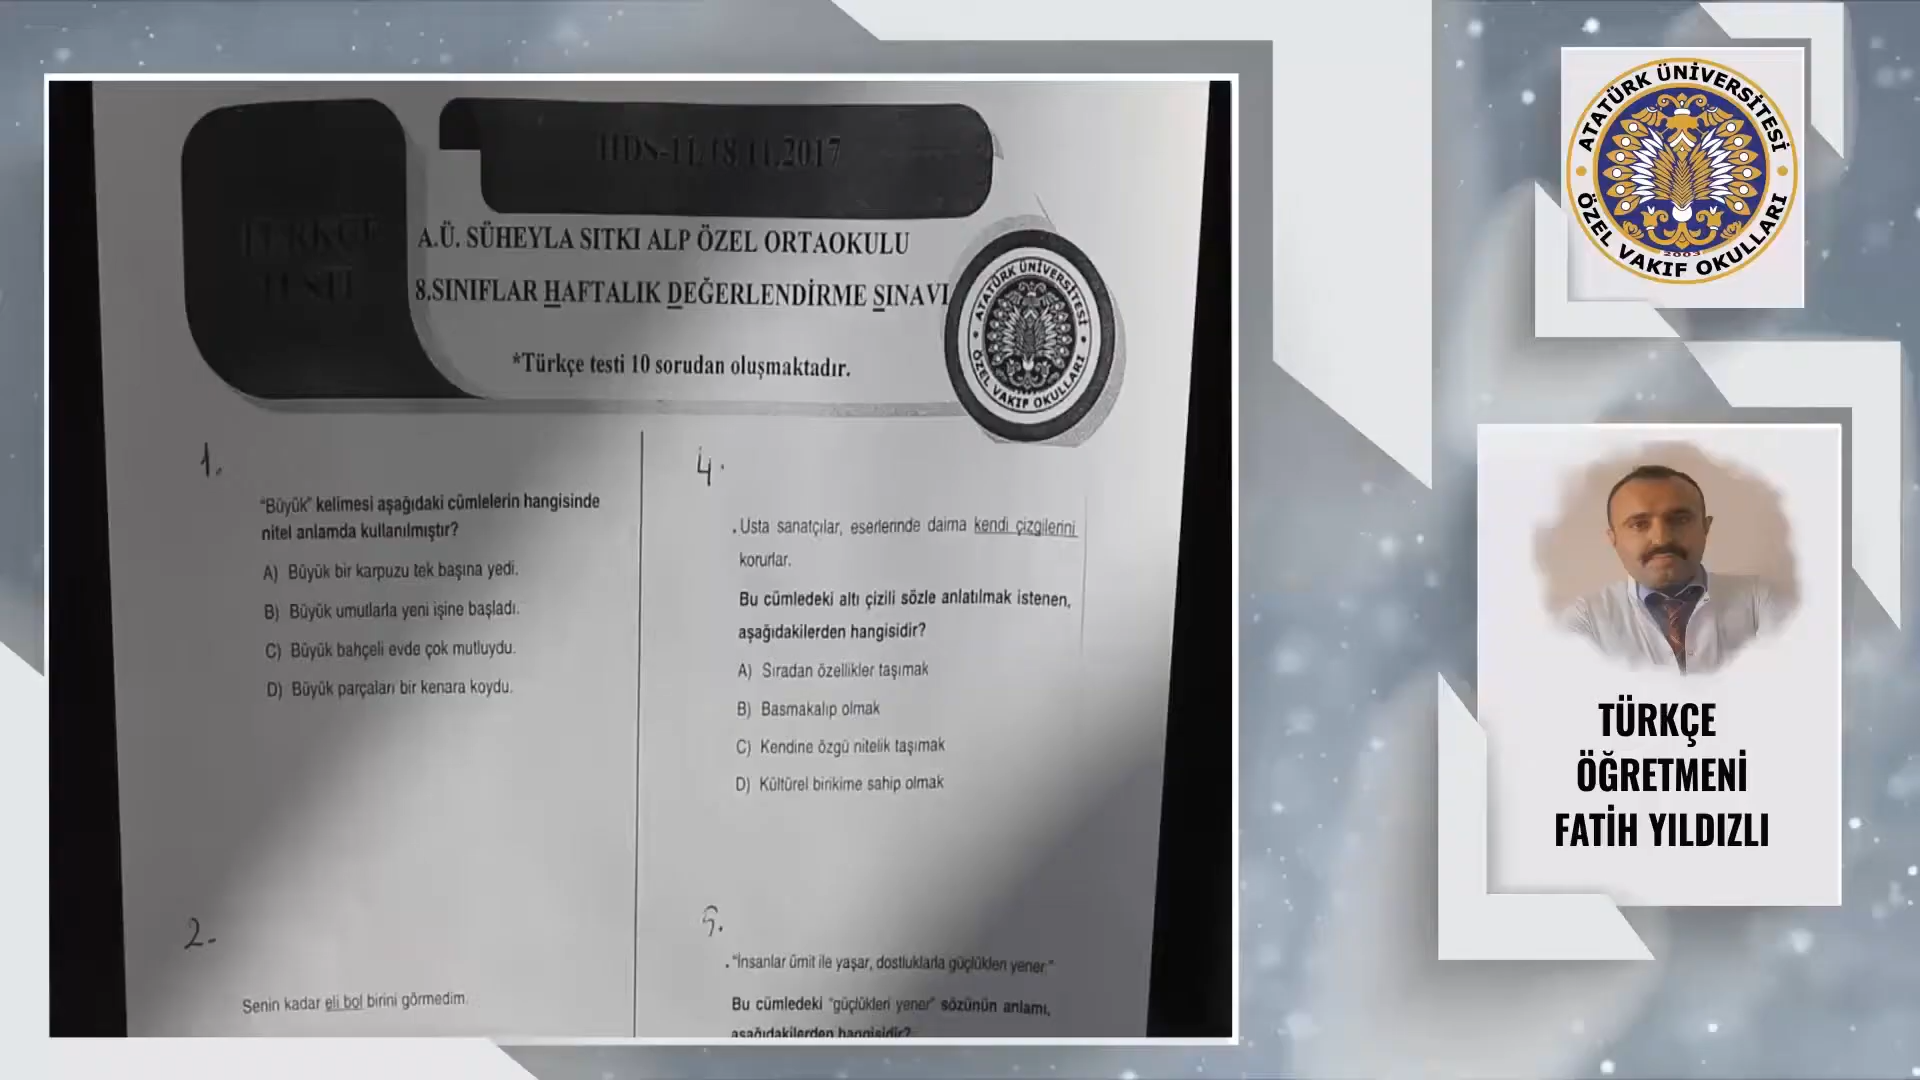 HDS-11/18.11.2017
TÜRKÇE
TESTİ
A.Ü. SÜHEYLA SITKI ALP ÖZEL ORTAOKULU
8.SINIFLAR HAFTALIK DEĞERLENDİRME SINAVI
*Türkçe testi 10 sorudan oluşmaktadır.
ATATÜRK ÜNİVERSİTESİ
ÖZEL VAKIF OKULLARI
1.
"Büyük" kelimesi aşağıdaki cümlelerin hangisinde
nitel anlamda kullanılmıştır?
A) Büyük bir karpuzu tek başına yedi.
B) Büyük umutlarla yeni işine başladı.
C) Büyük bahçeli evde çok mutluydu.
D) Büyük parçaları bir kenara koydu.
2.
Senin kadar eli bol birini görmedim.
4.
. Usta sanatçılar, eserlerinde daima kendi çizgilerini
korurlar.
Bu cümledeki altı çizili sözle anlatılmak istenen,
aşağıdakilerden hangisidir?
A) Sıradan özellikler taşımak
B) Basmakalıp olmak
C) Kendine özgü nitelik taşımak
D) Kültürel birikime sahip olmak
5.
. "İnsanlar ümit ile yaşar, dostluklarla güçlükleri yener."
Bu cümledeki "güçlükleri yener" sözünün anlamı,
aşağıdakilerden hangisidir?
ATATÜRK ÜNİVERSİTESİ
ÖZEL VAKIF OKULLARI
2003
TÜRKÇE
ÖĞRETMENİ
FATİH YILDIZLI